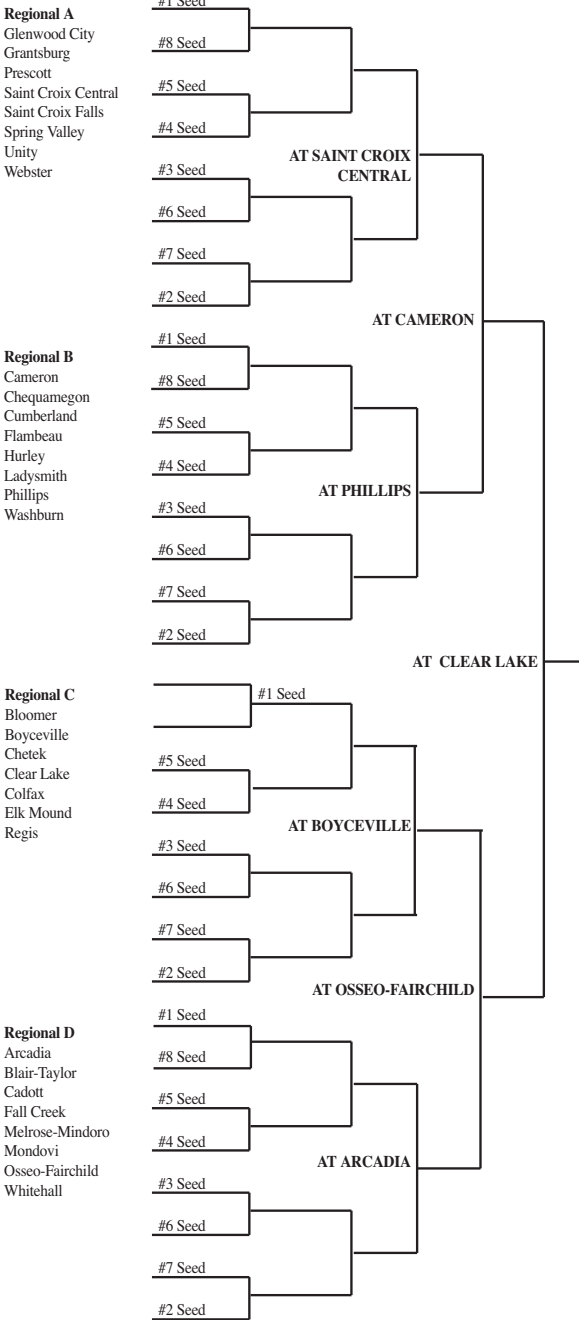 #1 Seed
Regional A
Glenwood City
#8 Seed
Grantsburg
Prescott
#5 Seed
Saint Croix Central
Saint Croix Falls
#4 Seed
Spring Valley
Unity
AT SAINT CROIX
CENTRAL
#3 Seed
Webster
#6 Seed
#7 Seed
#2 Seed
AT CAMERON
#1 Seed
Regional B
Cameron
#8 Seed
Chequamegon
Cumberland
#5 Seed
Flambeau
Hurley
#4 Seed
Ladysmith
Phillips
AT PHILLIPS
#3 Seed
Washburn
#6 Seed
#7 Seed
#2 Seed
AT CLEAR LAKE
Regional C
#1 Seed
Bloomer
Boyceville
Chetek
#5 Seed
Clear Lake
Colfax
#4 Seed
Elk Mound
AT BOYCEVILLE
Regis
#3 Seed
#6 Seed
#7 Seed
#2 Seed
AT OSSEO-FAIRCHILD
#1 Seed
Regional D
Arcadia
#8 Seed
Blair-Taylor
Cadott
#5 Seed
Fall Creek
Melrose-Mindoro
#4 Seed
Mondovi
AT ARCADIA
Osseo-Fairchild
#3 Seed
Whitehall
#6 Seed
#7 Seed
#2 Seed